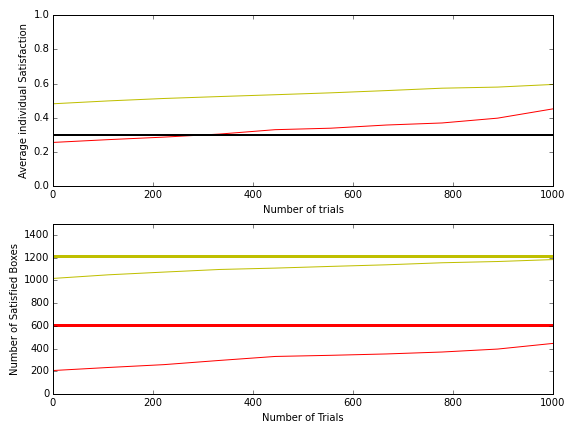 1.0
0.8
0.6
0.4
0.2
0.0
Average individual Satisfaction
0 200 400 600 800 1000
Number of trials
1400
1200
1000
800
600
400
200
0
Number of Satisfied Boxes
0 200 400 600 800 1000
Number of Trials